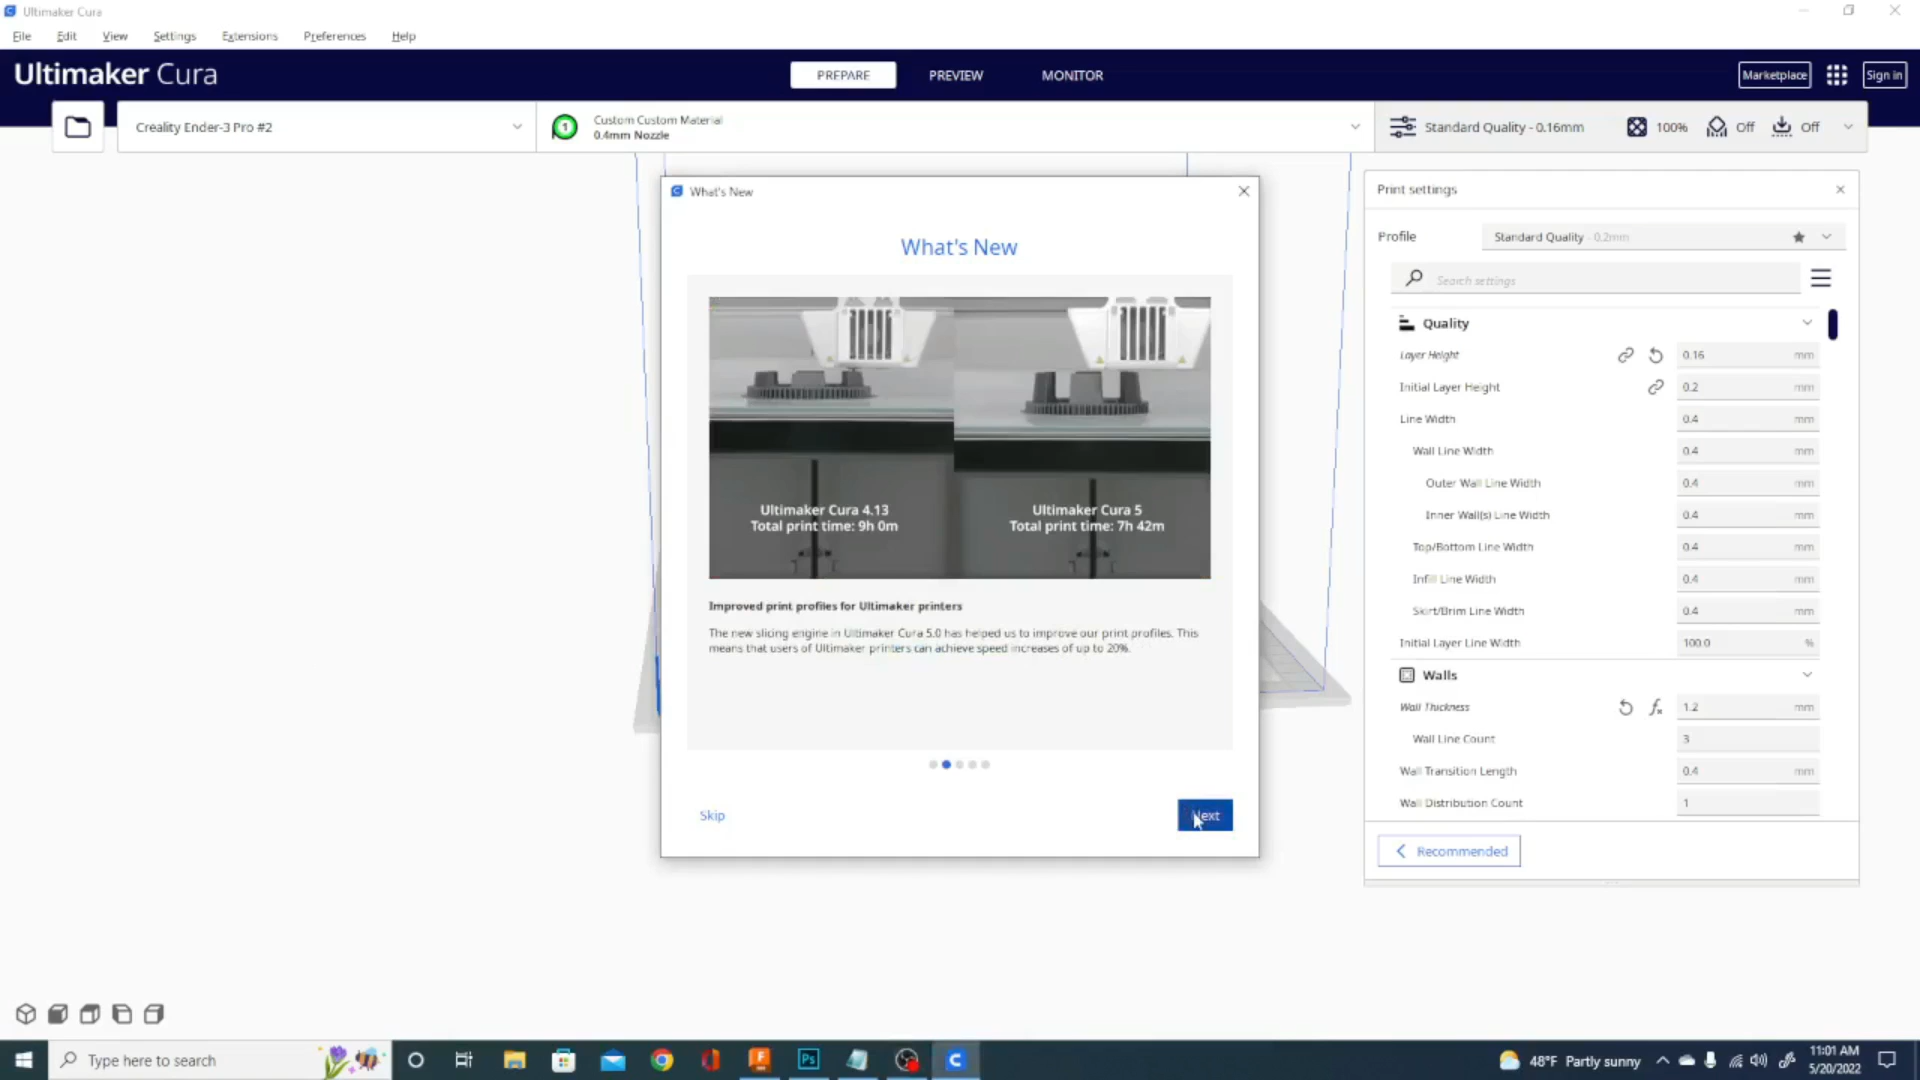 Ultimaker Cura
File Edit View Settings Extensions Preferences Help
Ultimaker Cura
PREPARE PREVIEW MONITOR
Marketplace Sign in
Creality Ender-3 Pro #2
1 Custom Custom Material
0.4mm Nozzle
Standard Quality - 0.16mm 100% Off Off
What's New
What's New
Ultimaker Cura 4.13
Total print time: 9h 0m
Ultimaker Cura 5
Total print time: 7h 42m
Improved print profiles for Ultimaker printers
The new slicing engine in Ultimaker Cura 5.0 has helped us to improve our print profiles. This
means that users of Ultimaker printers can achieve speed increases of up to 20%.
Skip Next
Print settings
Profile Standard Quality - 0.2mm
Search settings
Quality
Layer Height 0.16 mm
Initial Layer Height 0.2 mm
Line Width 0.4 mm
Wall Line Width 0.4 mm
Outer Wall Line Width 0.4 mm
Inner Wall(s) Line Width 0.4 mm
Top/Bottom Line Width 0.4 mm
Infill Line Width 0.4 mm
Skirt/Brim Line Width 0.4 mm
Initial Layer Line Width 100.0 %
Walls
Wall Thickness fx 1.2 mm
Wall Line Count 3
Wall Transition Length 0.4 mm
Wall Distribution Count 1
Recommended
Type here to search
Ps
48°F Partly sunny
11:01 AM
5/20/2022